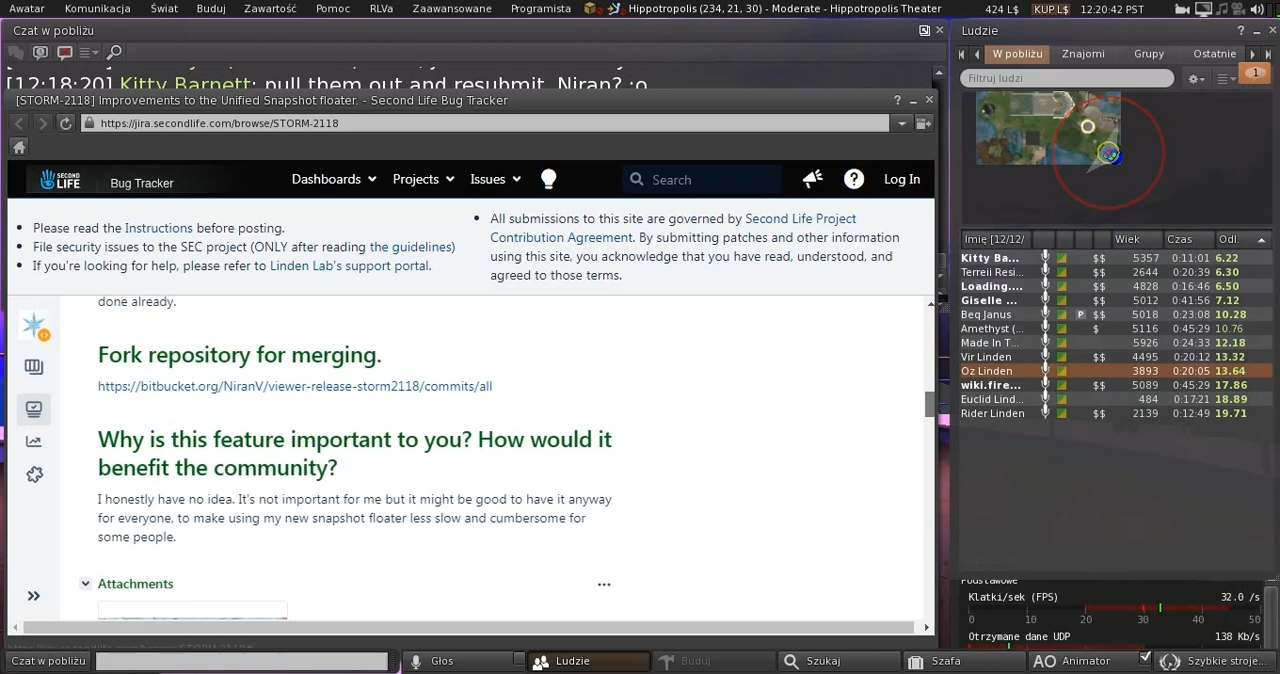 Awatar Komunikacja Świat Buduj Zawartość Pomoc RLVa Zaawansowane Programista Hippotropolis (234, 21, 30) - Moderate - Hippotropolis Theater 424 L$ KUP L$ 12:20:42 PST
Czat w pobliżu
[12:18:20] Kitty Barnett: pull them out and resubmit, Niran? :o
[STORM-2118] Improvements to the Unified Snapshot floater. - Second Life Bug Tracker
https://jira.secondlife.com/browse/STORM-2118
SECOND LIFE Bug Tracker Dashboards Projects Issues Search Log In
Please read the Instructions before posting.
File security issues to the SEC project (ONLY after reading the guidelines)
If you're looking for help, please refer to Linden Lab's support portal.
All submissions to this site are governed by Second Life Project
Contribution Agreement. By submitting patches and other information
using this site, you acknowledge that you have read, understood, and
agreed to those terms.
done already.
Fork repository for merging.
https://bitbucket.org/NiranV/viewer-release-storm2118/commits/all
Why is this feature important to you? How would it
benefit the community?
I honestly have no idea. It's not important for me but it might be good to have it anyway
for everyone, to make using my new snapshot floater less slow and cumbersome for
some people.
Attachments
Ludzie
W pobliżu Znajomi Grupy Ostatnie
1
Filtruj ludzi
Imię [12/12/ Wiek Czas Odl.
Kitty Ba... $$ 5357 0:11:01 6.22
Terreii Resi... $$ 2644 0:20:39 6.30
Loading.... $$ 4828 0:16:46 6.50
Giselle ... $$ 5012 0:41:56 7.12
Beq Janus P $$ 5018 0:23:08 10.28
Amethyst (... $ 5116 0:45:29 10.76
Made In T... 5926 0:24:33 12.18
Vir Linden $$ 4495 0:20:12 13.32
Oz Linden 3893 0:20:05 13.64
wiki.fire... $$ 5089 0:45:29 17.86
Euclid Lind... 484 0:17:21 18.89
Rider Linden $$ 2139 0:12:49 19.71
Podstawowe
Klatki/sek (FPS) 32.0 /s
0 10 20 30 40 50
Otrzymane dane UDP 138 Kb/s
Czat w pobliżu Głos Ludzie Buduj Szukaj Szafa AO Animator Szybkie stroje...